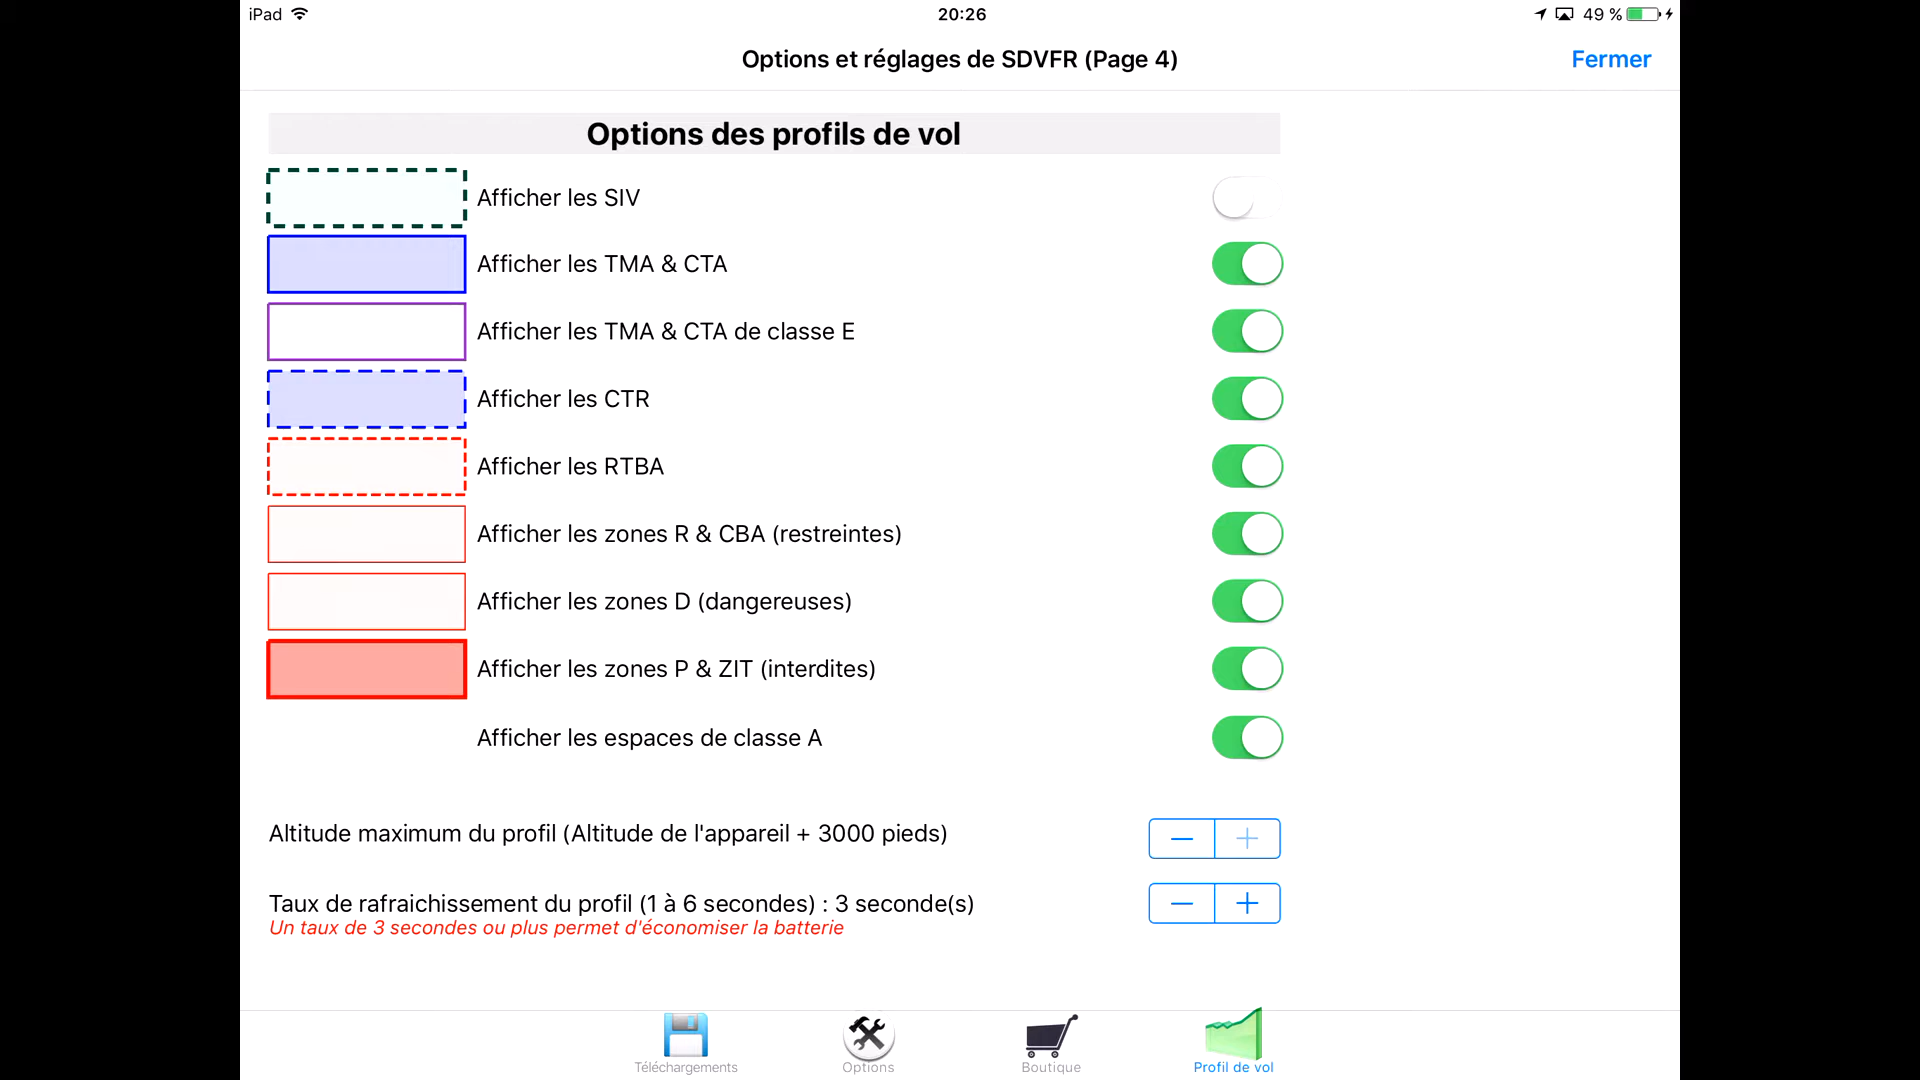 iPad
20:26
49 %
Options et réglages de SDVFR (Page 4)
Fermer
Options des profils de vol
Afficher les SIV
Afficher les TMA & CTA
Afficher les TMA & CTA de classe E
Afficher les CTR
Afficher les RTBA
Afficher les zones R & CBA (restreintes)
Afficher les zones D (dangereuses)
Afficher les zones P & ZIT (interdites)
Afficher les espaces de classe A
Altitude maximum du profil (Altitude de l'appareil + 3000 pieds)
Taux de rafraichissement du profil (1 à 6 secondes) : 3 seconde(s)
Un taux de 3 secondes ou plus permet d'économiser la batterie
Téléchargements
Options
Boutique
Profil de vol